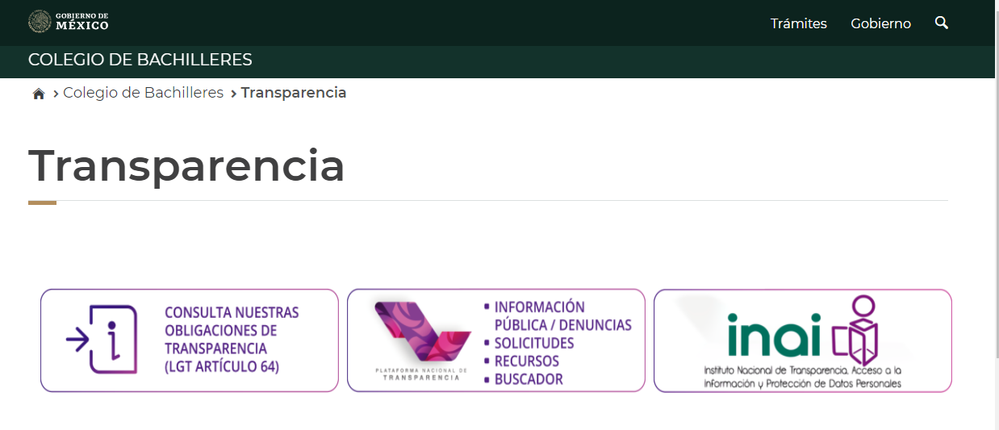 GOBIERNO DE
MÉXICO
Trámites
Gobierno
COLEGIO DE BACHILLERES
Colegio de Bachilleres
Transparencia
Transparencia
CONSULTA NUESTRAS
OBLIGACIONES DE
TRANSPARENCIA
(LGT ARTÍCULO 64)
PLATAFORMA NACIONAL DE
TRANSPARENCIA
INFORMACIÓN
PÚBLICA / DENUNCIAS
SOLICITUDES
RECURSOS
BUSCADOR
inai
Instituto Nacional de Transparencia, Acceso a la
Información y Protección de Datos Personales